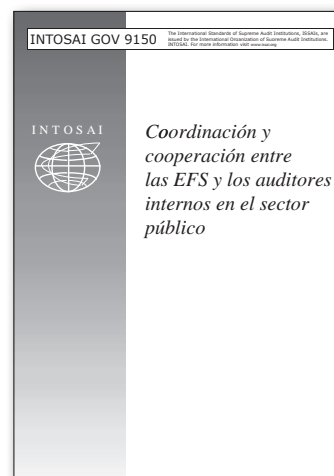 INTOSAI GOV 9150
The International Standards of Supreme Audit Institutions, ISSAIs, are
issued by the International Organization of Supreme Audit Institutions.
INTOSAI. For more information visit www.issai.org
INTOSAI
Coordinación y
cooperación entre
las EFS y los auditores
internos en el sector
público